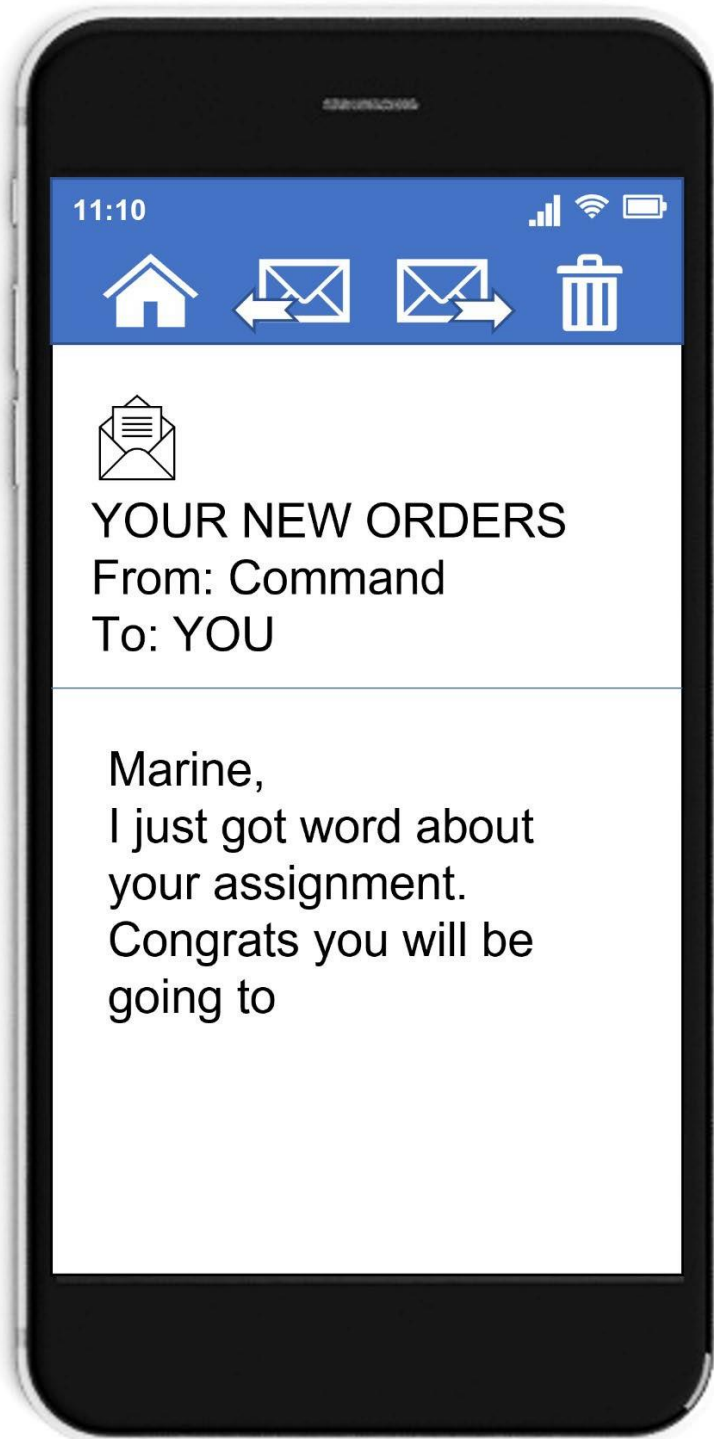 11:10
YOUR NEW ORDERS
From: Command
To: YOU
Marine,
I just got word about
your assignment.
Congrats you will be
going to